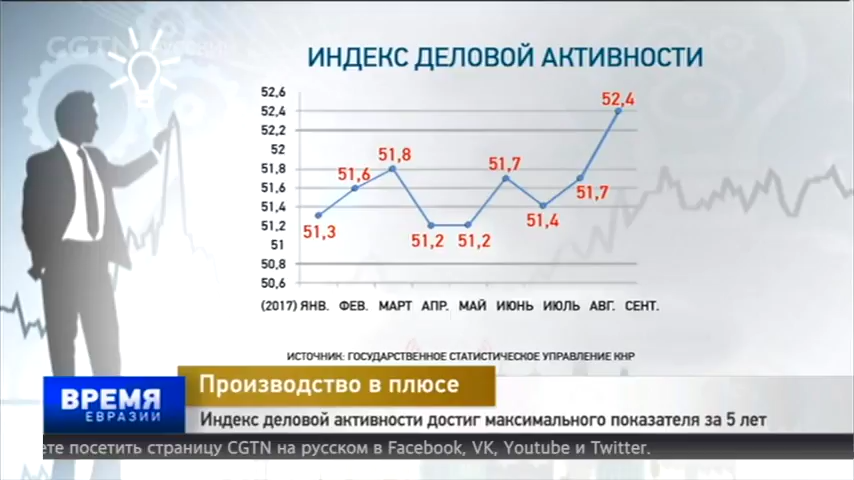 CGTN
ИНДЕКС ДЕЛОВОЙ АКТИВНОСТИ
52,6
52,4
52,2
52
51,8
51,6
51,4
51,2
51
50,8
50,6
51,3
51,6
51,8
51,2
51,2
51,7
51,4
51,7
52,4
(2017) ЯНВ. ФЕВ. МАРТ АПР. МАЙ ИЮНЬ ИЮЛЬ АВГ. СЕНТ.
ИСТОЧНИК: ГОСУДАРСТВЕННОЕ СТАТИСТИЧЕСКОЕ УПРАВЛЕНИЕ КНР
Производство в плюсе
ВРЕМЯ
ЕВРАЗИИ
Индекс деловой активности достиг максимального показателя за 5 лет
ете посетить страницу CGTN на русском в Facebook, VK, Youtube и Twitter.